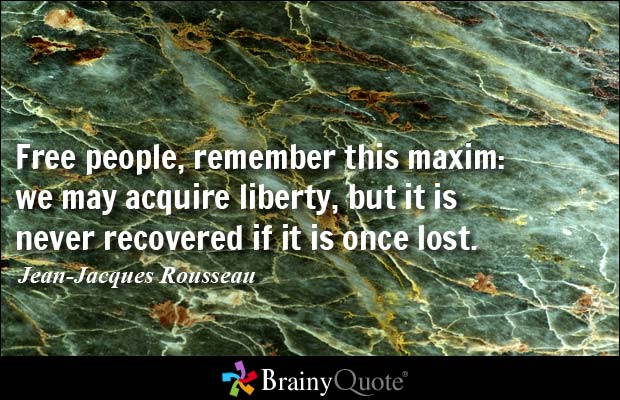 Free people, remember this maxim:
we may acquire liberty, but it is
never recovered if it is once lost.
Jean-Jacques Rousseau
BrainyQuote®